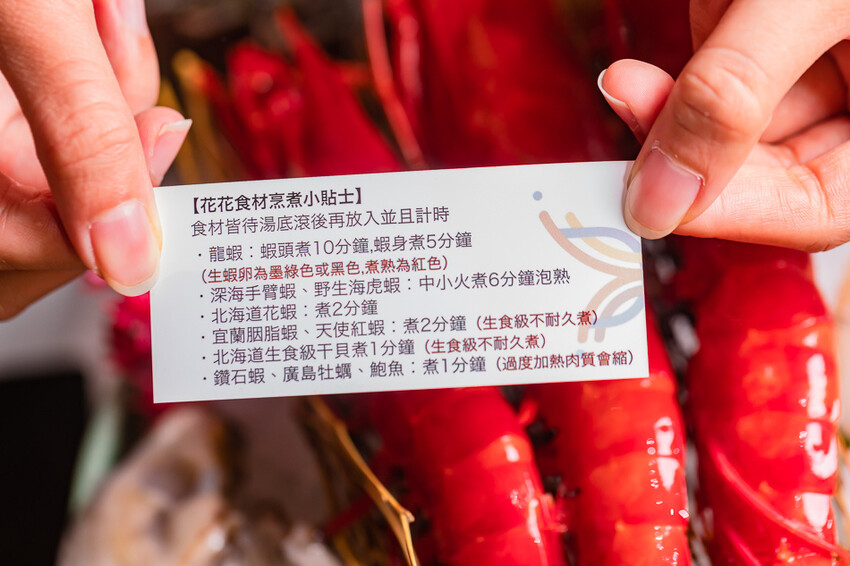 【花花食材烹煮小貼士】
食材皆待湯底滾後再放入並且計時
·龍蝦：蝦頭煮10分鐘,蝦身煮5分鐘
(生蝦卵為墨綠色或黑色,煮熟為紅色)
·深海手臂蝦、野生海虎蝦：中小火煮6分鐘泡熟
·北海道花蝦：煮2分鐘
·宜蘭胭脂蝦、天使紅蝦：煮2分鐘（生食級不耐久煮）
·北海道生食級干貝煮1分鐘（生食級不耐久煮）
·鑽石蝦、廣島牡蠣、鮑魚：煮1分鐘（過度加熱肉質會縮）